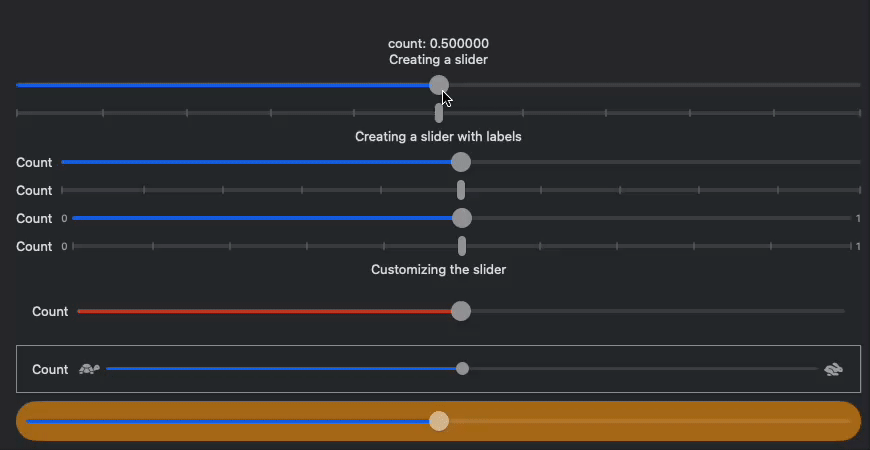 count: 0.500000
Creating a slider
Creating a slider with labels
Count
Count
Count 0 1
Count 0 1
Customizing the slider
Count
Count